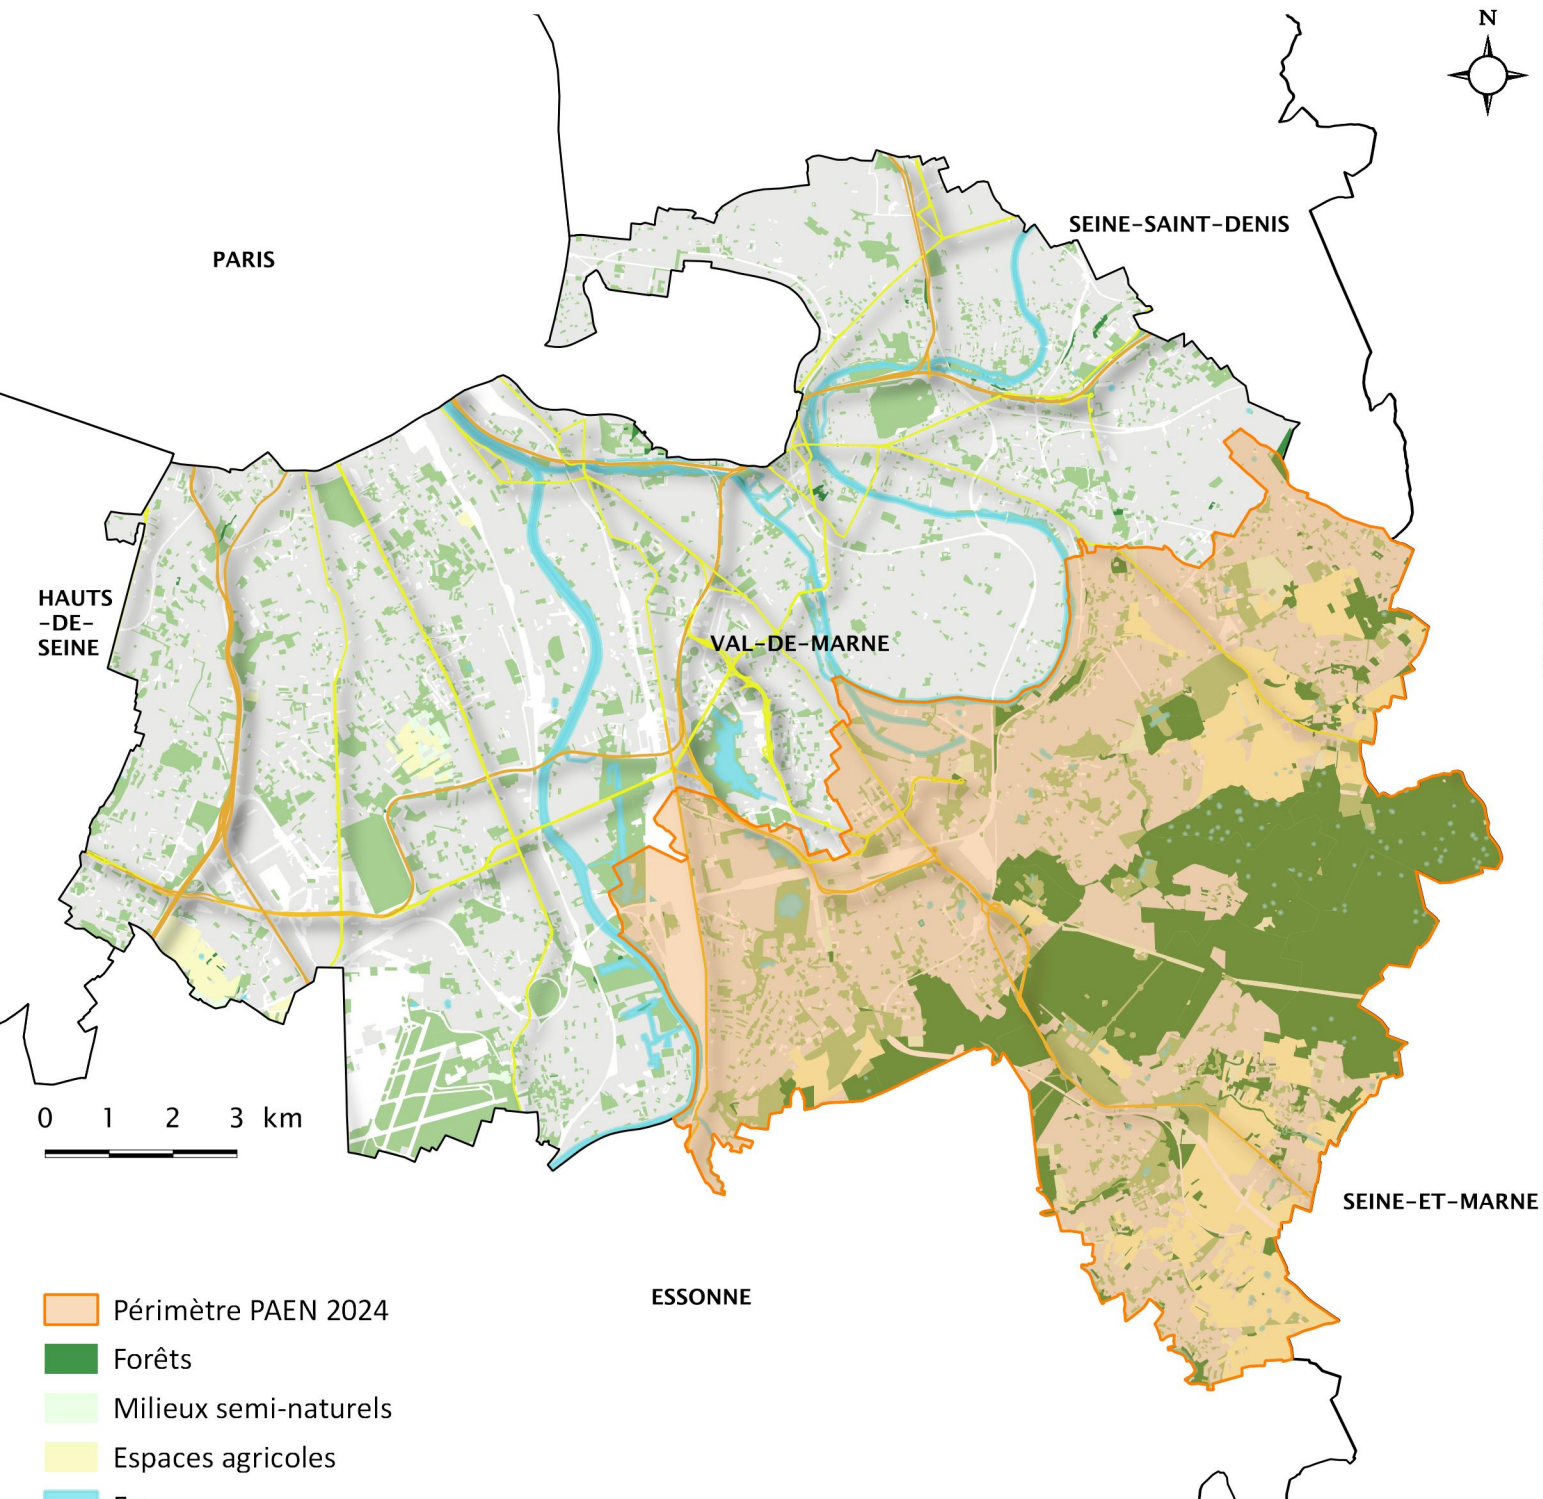 N
SEINE-SAINT-DENIS
PARIS
HAUTS
-DE-
SEINE
VAL-DE-MARNE
0 1 2 3 km
SEINE-ET-MARNE
ESSONNE
Périmètre PAEN 2024
Forêts
Milieux semi-naturels
Espaces agricoles